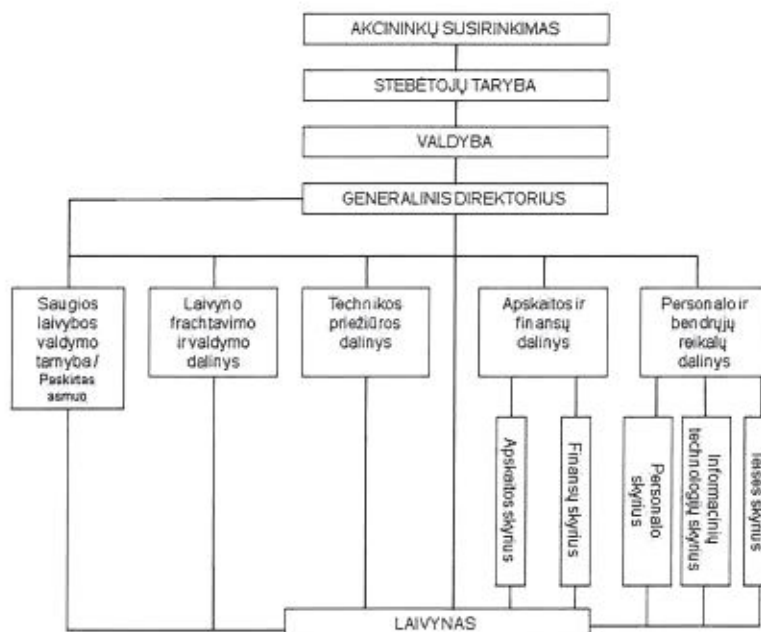 AKCININKŲ SUSIRINKIMAS
STEBĖTOJŲ TARYBA
VALDYBA
GENERALINIS DIREKTORIUS
Saugios
laivybos
valdymo
tarnyba /
Paskirtas
asmuo
Laivyno
frachtavimo
ir valdymo
dalinys
Technikos
priežiūros
dalinys
Apskaitos ir
finansų
dalinys
Personalo ir
bendrųjų
reikalų
dalinys
Apskaitos skyrius
Finansų skyrius
Personalo
skyrius
Informacinių
technologijų skyrius
skyrius
LAIVYNAS